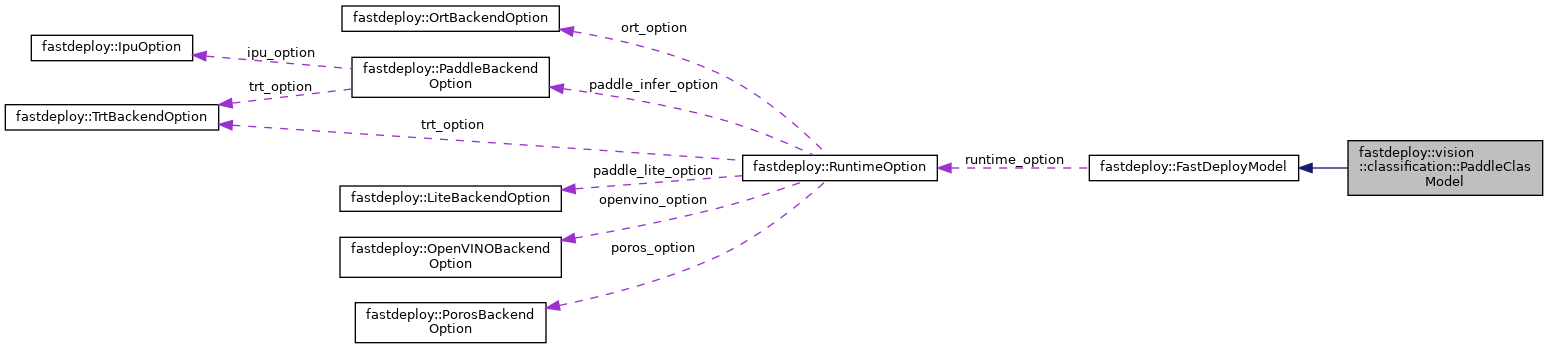 fastdeploy::OrtBackendOption
ort_option
fastdeploy::IpuOption
ipu_option
fastdeploy::PaddleBackend
Option
paddle_infer_option
trt_option
fastdeploy::TrtBackendOption
trt_option
fastdeploy::RuntimeOption
runtime_option
fastdeploy::FastDeployModel
fastdeploy::vision
::classification::PaddleClas
Model
paddle_lite_option
fastdeploy::LiteBackendOption
openvino_option
fastdeploy::OpenVINOBackend
Option
poros_option
fastdeploy::PorosBackend
Option